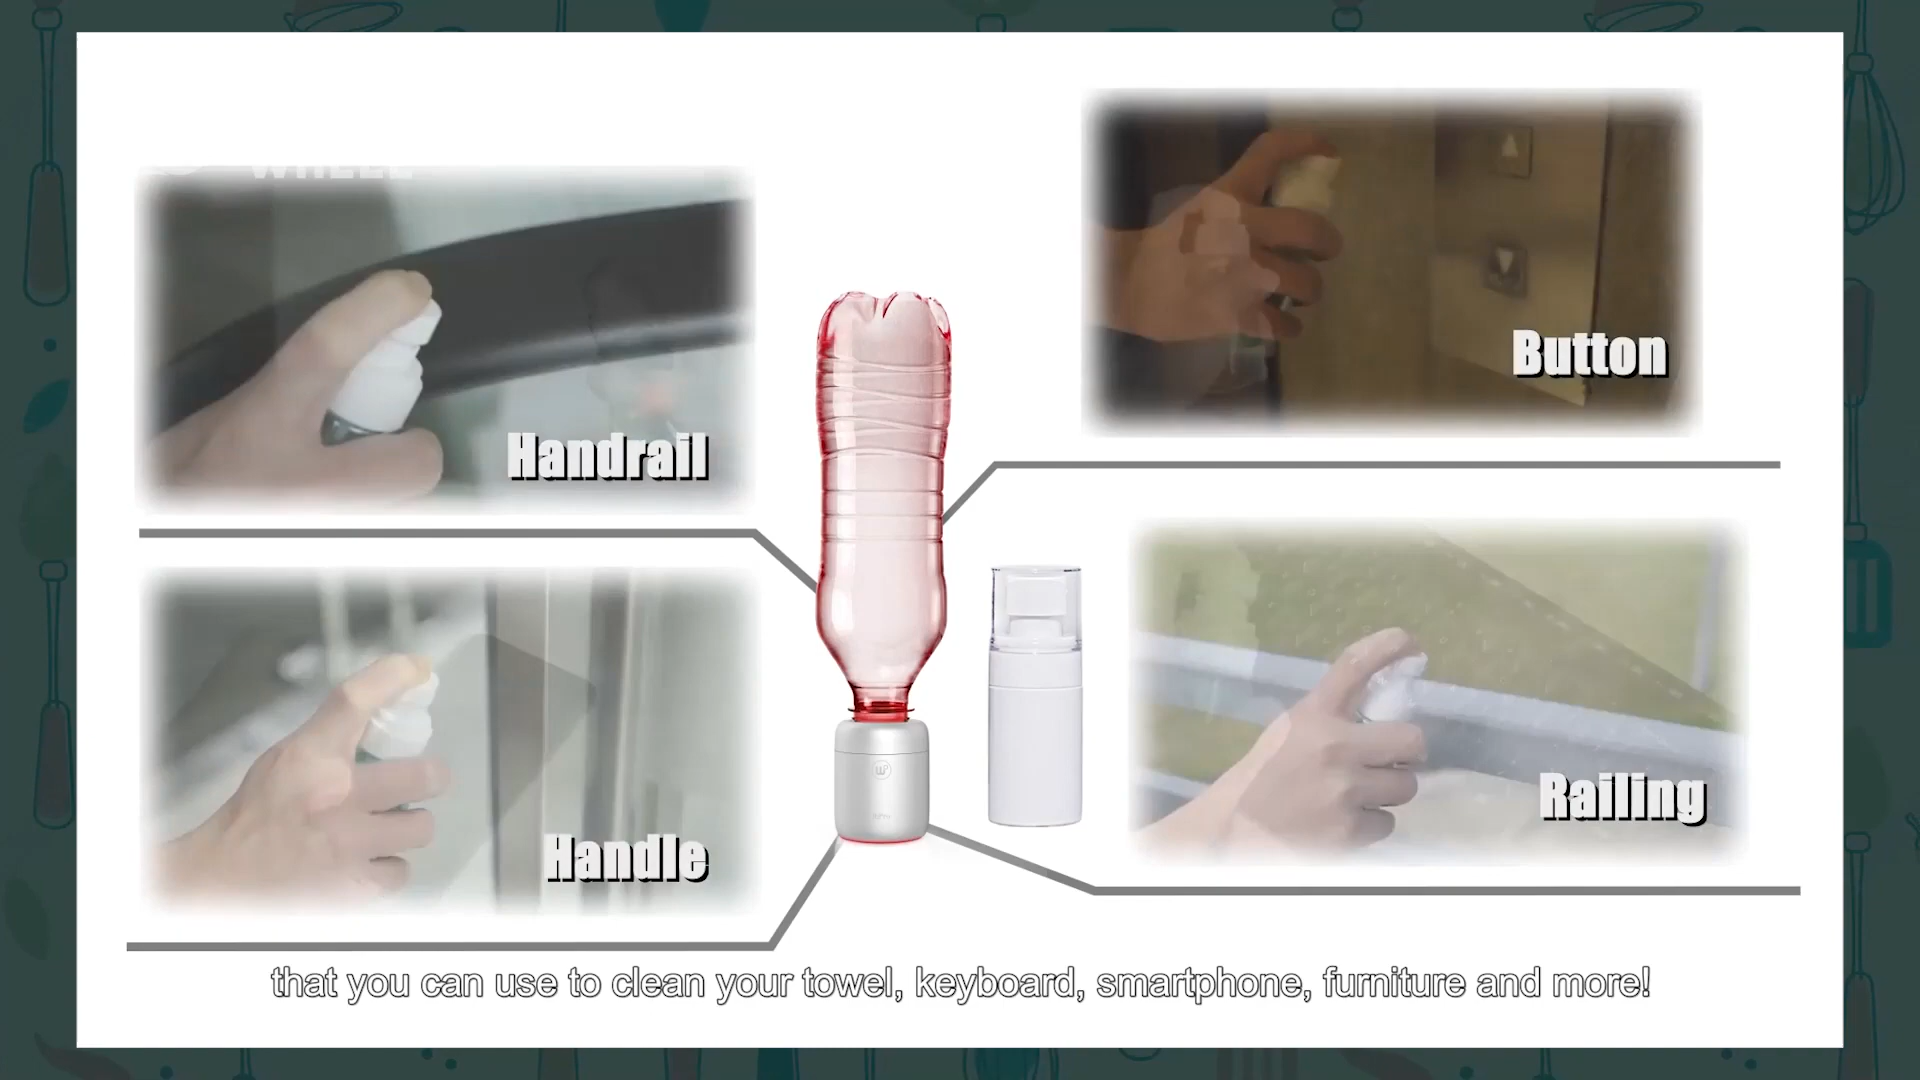 Button
Handrail
Railing
Handle
that you can use to clean your towel, keyboard, smartphone, furniture and more!